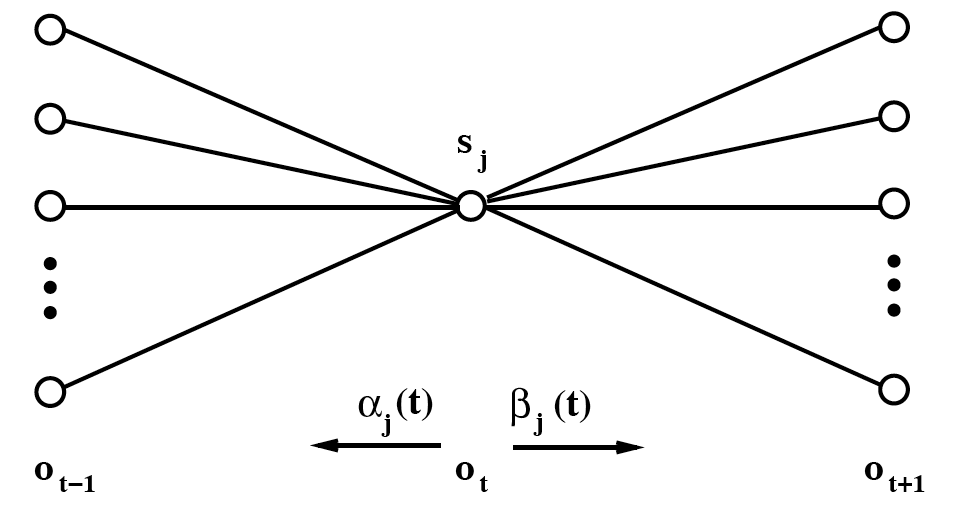 s j
α j (t) β j (t)
o t−1 o t o t+1